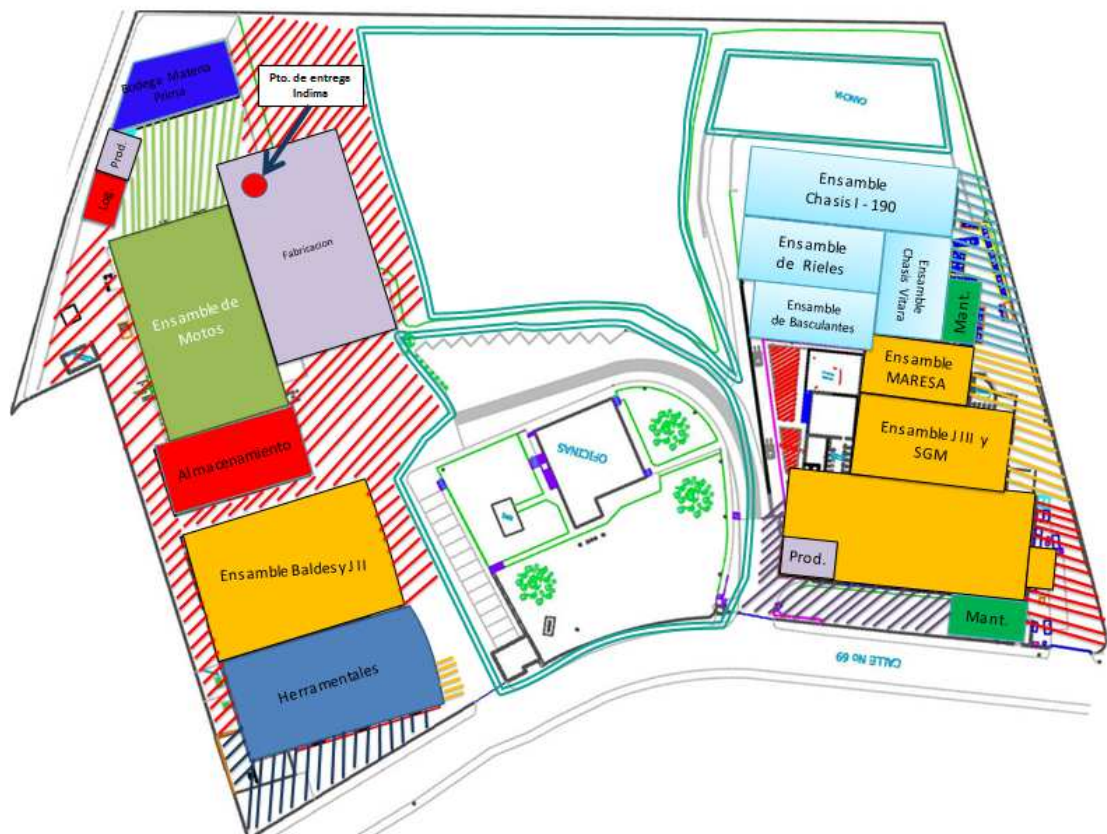 Bodega Materia
Prima
Pto. de entrega
Indima
Prod.
Log
Fabricacion
Ensamble de
Motos
Almacenamiento
Ensamble Baldes y J II
Herramentales
OFICINAS
CANCHA
Ensamble
Chasis I - 190
Ensamble
de Rieles
Ensamble
Chasis Vitara
Ensamble
de Basculantes
Mant.
Ensamble
MARESA
Ensamble J III y
SGM
Prod.
Mant.
CALLE No 69